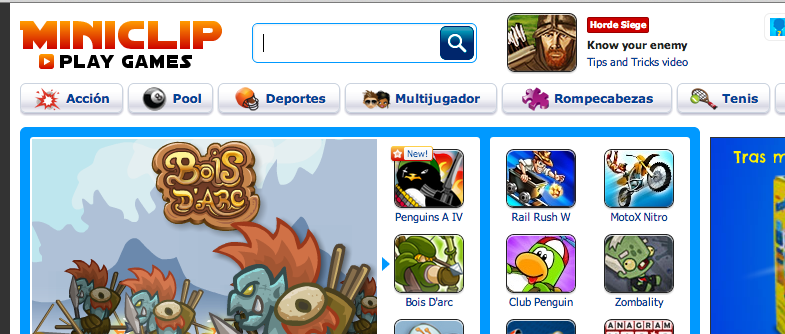 MINICLIP
PLAY GAMES
Horde Siege
Know your enemy
Tips and Tricks video
Acción
Pool
Deportes
Multijugador
Rompecabezas
Tenis
BOIS
D'ARC
New!
Penguins A IV
Rail Rush W
MotoX Nitro
Tras m
Bois D'arc
Club Penguin
Zombality
ANAGRAM